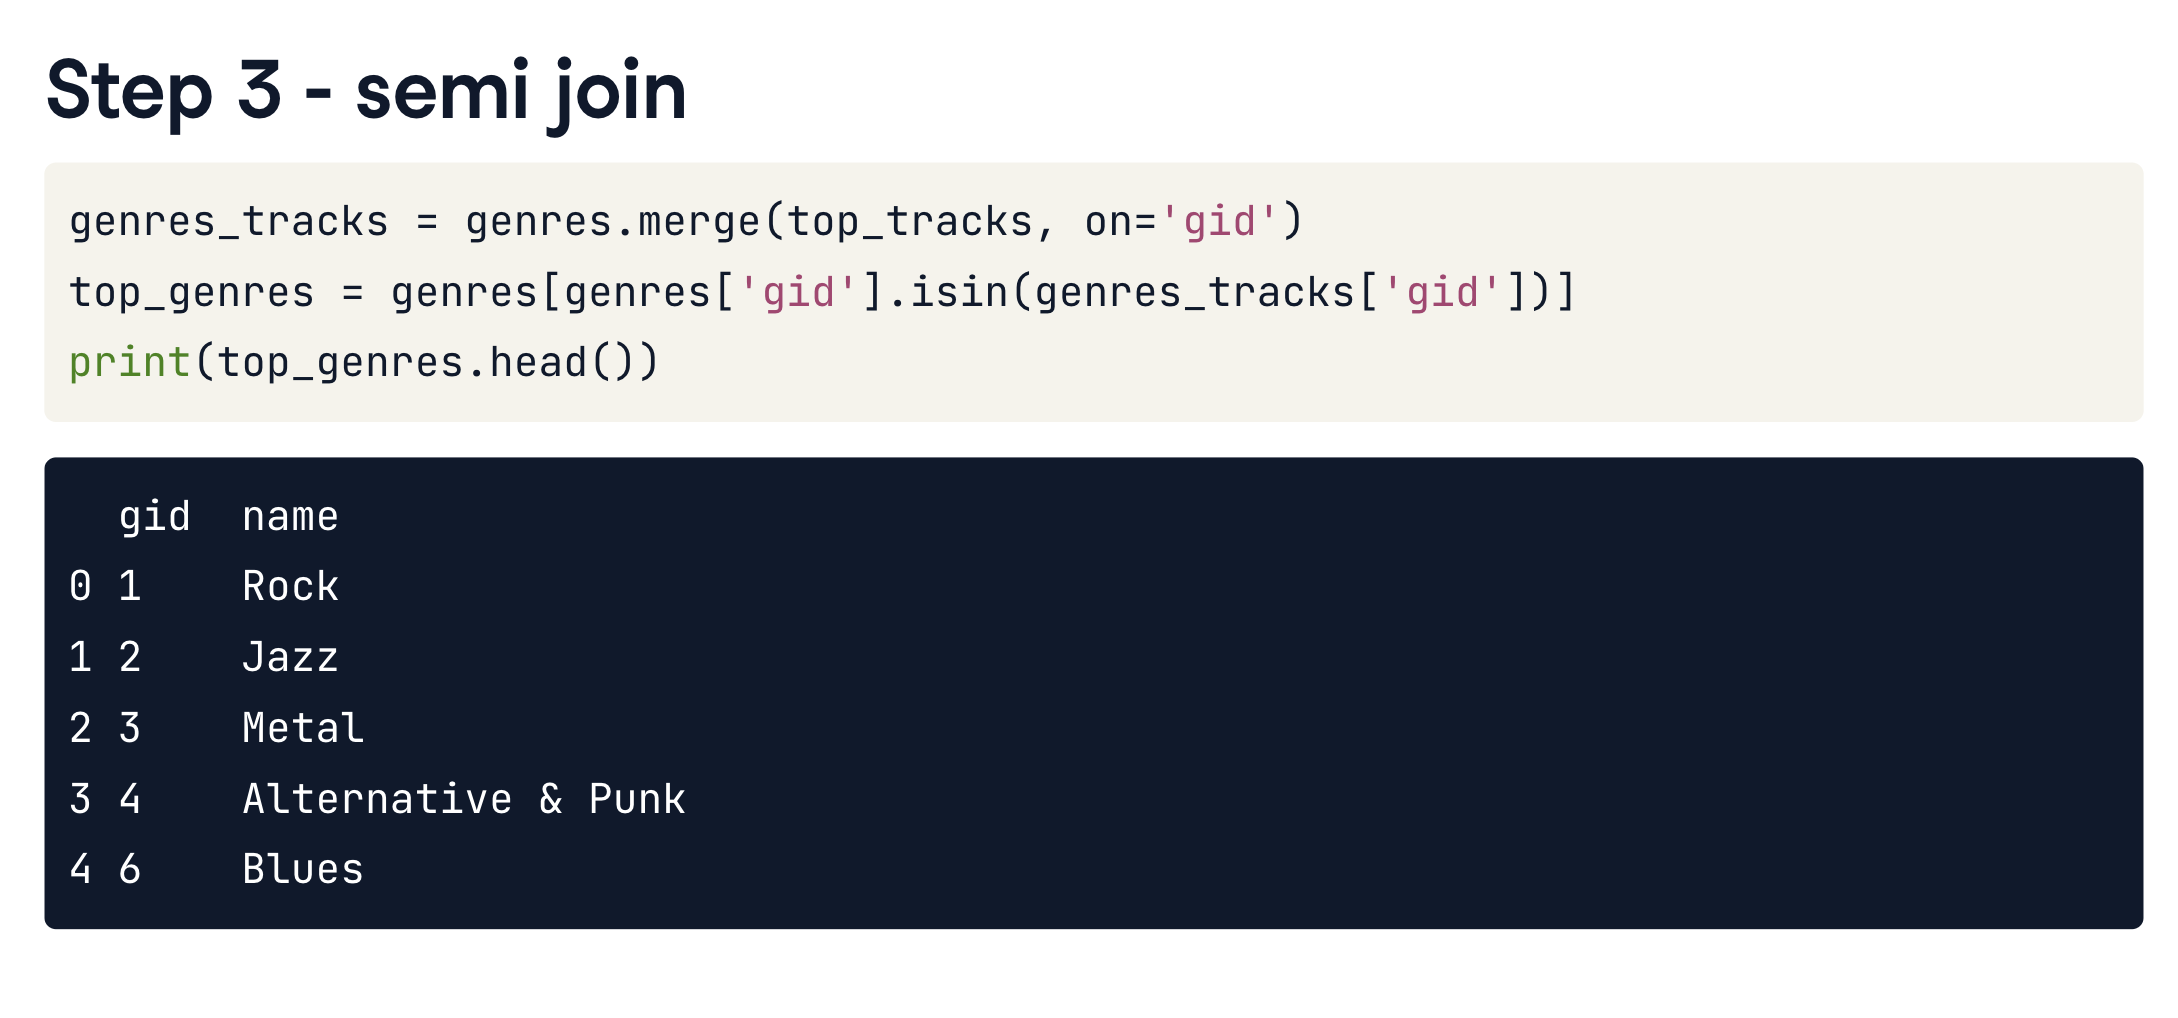 Step 3 - semi join
genres_tracks = genres.merge(top_tracks, on='gid')
top_genres = genres[genres['gid'].isin(genres_tracks['gid'])]
print(top_genres.head())
  gid  name
0 1    Rock
1 2    Jazz
2 3    Metal
3 4    Alternative & Punk
4 6    Blues